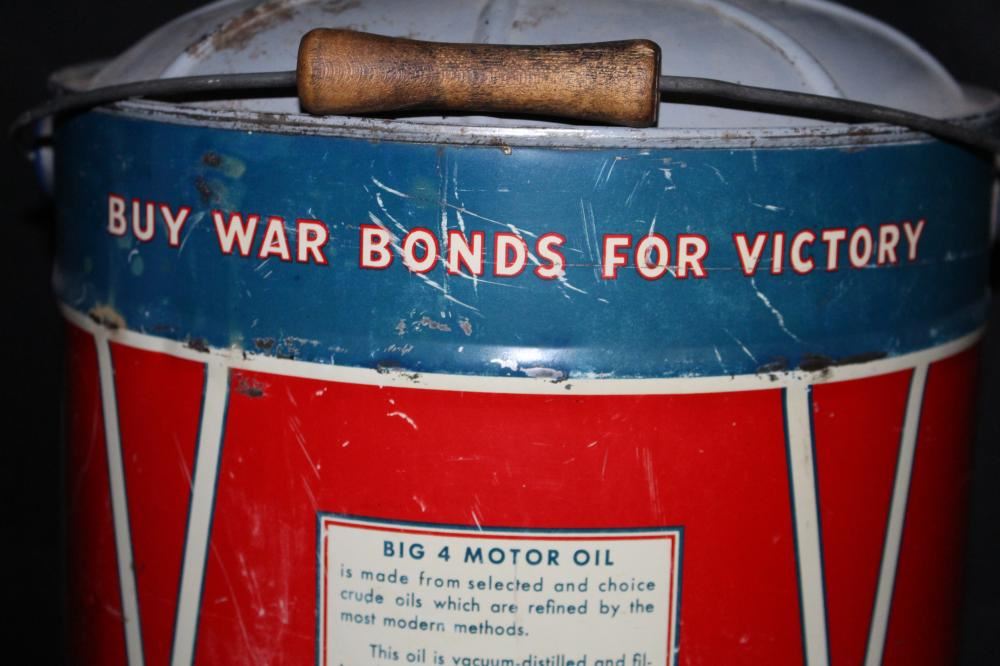 BUY WAR BONDS FOR VICTORY
BIG 4 MOTOR OIL
is made from selected and choice
crude oils which are refined by the
most modern methods.
This oil is vacuum-distilled and fil-